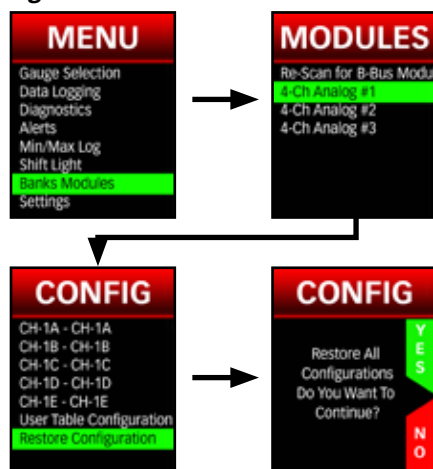 MENU
Gauge Selection
Data Logging
Diagnostics
Alerts
Min/Max Log
Shift Light
Banks Modules
Settings
MODULES
Re-Scan for B-Bus Modu
4-Ch Analog #1
4-Ch Analog #2
4-Ch Analog #3
CONFIG
CH-1A - CH-1A
CH-1B - CH-1B
CH-1C - CH-1C
CH-1D - CH-1D
CH-1E - CH-1E
User Table Configuration
Restore Configuration
CONFIG
Restore All
Configurations
Do You Want To
Continue?
YES
NO